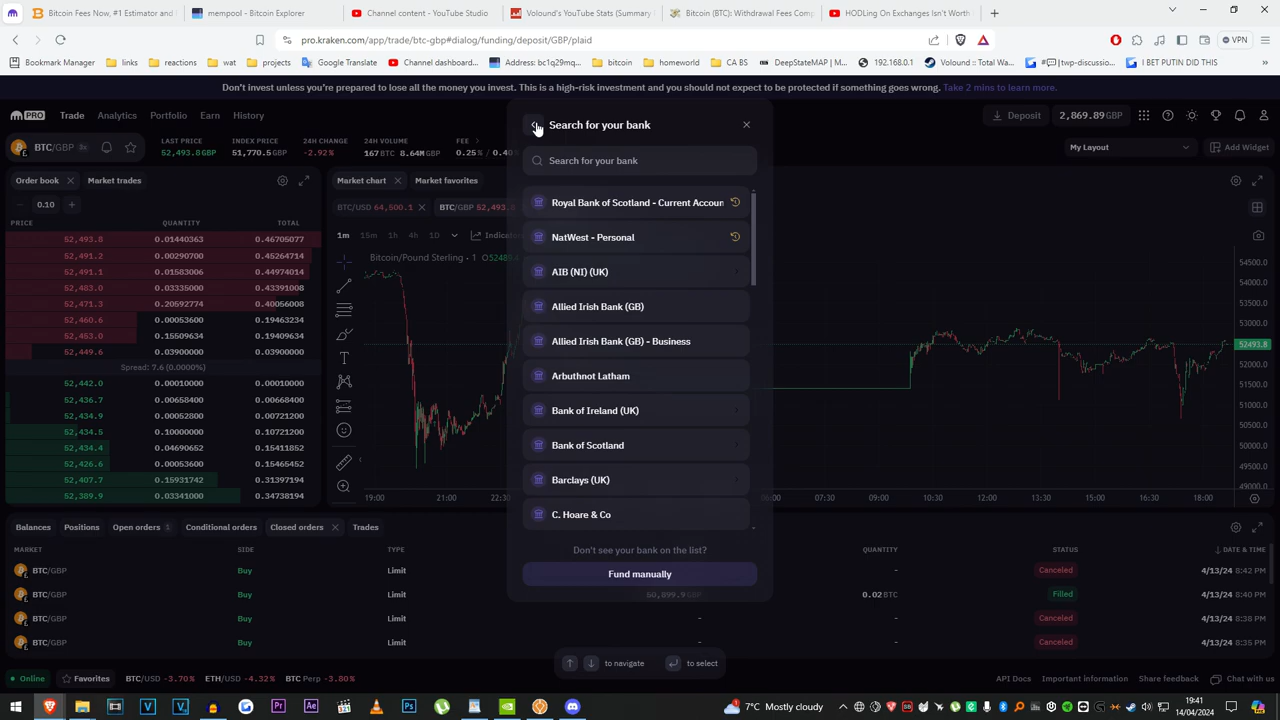 Bitcoin Fees Now, #1 Estimator and
mempool - Bitcoin Explorer
Channel content - YouTube Studio
Volound's YouTube Stats (Summary
Bitcoin (BTC): Withdrawal Fees Comp
HODLing On Exchanges Isn't Worth
pro.kraken.com/app/trade/btc-gbp#dialog/funding/deposit/GBP/plaid
VPN
Bookmark Manager
links
reactions
wat
projects
Google Translate
Channel dashboard...
Address: bc1q29mq...
bitcoin
homeworld
CA BS
DeepStateMAP | M...
192.168.0.1
Volound :: Total Wa...
#💬|twp-discussio...
I BET PUTIN DID THIS
Don't invest unless you're prepared to lose all the money you invest. This is a high-risk investment and you should not expect to be protected if something goes wrong. Take 2 mins to learn more.
PRO
Trade
Analytics
Portfolio
Earn
History
Deposit
2,869.89 GBP
BTC/GBP 3x
LAST PRICE
52,493.8 GBP
INDEX PRICE
51,770.5 GBP
24H CHANGE
-2.92%
24H VOLUME
167 BTC 8.64M GBP
FEE
0.25% / 0.40%
My Layout
Add Widget
Order book
Market trades
Market chart
Market favorites
0.10
PRICE QUANTITY TOTAL
52,493.8 0.01440363 0.46705077
52,491.2 0.00290700 0.45264714
52,491.1 0.01583006 0.44974014
52,483.0 0.03335000 0.43391008
52,471.3 0.20592774 0.40056008
52,460.6 0.00053600 0.19463234
52,453.0 0.15509634 0.19409634
52,449.6 0.03900000 0.03900000
Spread: 7.6 (0.0000%)
52,442.0 0.00010000 0.00010000
52,436.7 0.00658400 0.00668400
52,434.9 0.00052800 0.00721200
52,434.5 0.10000000 0.10721200
52,434.4 0.04690652 0.15411852
52,426.6 0.00053600 0.15465452
52,407.7 0.15931742 0.31397194
52,389.9 0.03341000 0.34738194
BTC/USD 64,500.1
BTC/GBP 52,493.8
1m 15m 1h 4h 1D
Indica
Bitcoin/Pound Sterling · 1
54500.0
54000.0
53500.0
53000.0
52493.8
52000.0
51500.0
51000.0
50500.0
50000.0
49500.0
49000.0
19:00 21:00 22:30 06:00 07:30 09:00 10:30 12:00 13:30 15:00 16:30 18:00
Search for your bank
Search for your bank
Royal Bank of Scotland - Current Accoun
NatWest - Personal
AIB (NI) (UK)
Allied Irish Bank (GB)
Allied Irish Bank (GB) - Business
Arbuthnot Latham
Bank of Ireland (UK)
Bank of Scotland
Barclays (UK)
C. Hoare & Co
Don't see your bank on the list?
Fund manually
to navigate
to select
Balances
Positions
Open orders 1
Conditional orders
Closed orders
Trades
MARKET SIDE TYPE QUANTITY STATUS DATE & TIME
BTC/GBP Buy Limit - Canceled 4/13/24 8:42 PM
BTC/GBP Buy Limit 50,899.9 GBP 0.02 BTC Filled 4/13/24 8:40 PM
BTC/GBP Buy Limit - - Canceled 4/13/24 8:38 PM
BTC/GBP Buy Limit - - Canceled 4/13/24 8:35 PM
Online
Favorites
BTC/USD -3.70%
ETH/USD -4.32%
BTC Perp -3.80%
API Docs
Important information
Share feedback
Chat with us
7°C Mostly cloudy
19:41
14/04/2024